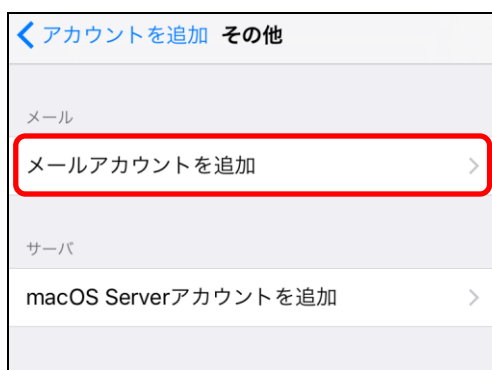 アカウントを追加 その他
メール
メールアカウントを追加
サーバ
macOS Serverアカウントを追加